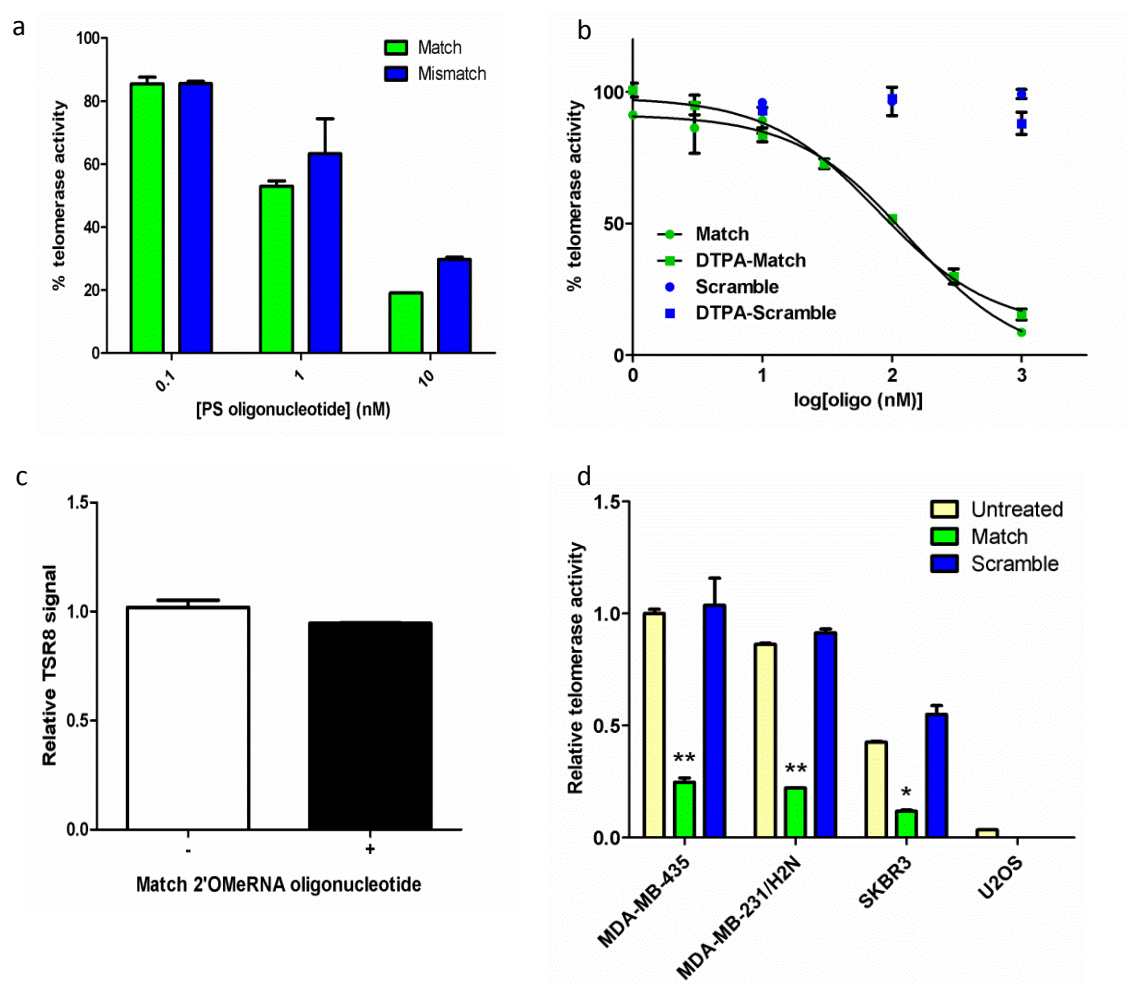 a
100
80
60
40
20
0
% telomerase activity
Match
Mismatch
0.1
1
10
[PS oligonucleotide] (nM)
b
100
50
0
% telomerase activity
Match
DTPA-Match
Scramble
DTPA-Scramble
0 1 2 3
log[oligo (nM)]
c
1.5
1.0
0.5
0.0
Relative TSR8 signal
- +
Match 2'OMeRNA oligonucleotide
d
1.5
1.0
0.5
0.0
Relative telomerase activity
Untreated
Match
Scramble
** ** *
MDA-MB-435
MDA-MB-231/H2N
SKBR3
U2OS